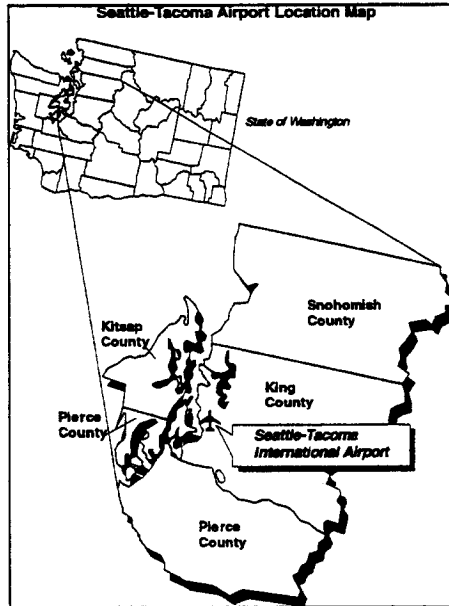 Seattle-Tacoma Airport Location Map
State of Washington
Snohomish
County
Kitsap
County
King
County
Pierce
County
Seattle-Tacoma
International Airport
Pierce
County